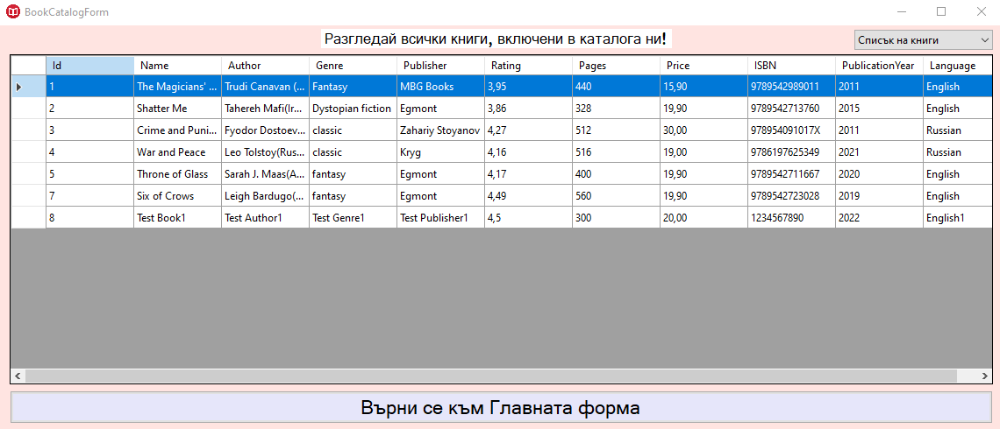 BookCatalogForm
Разгледай всички книги, включени в каталога ни!
Списък на книги
Id Name Author Genre Publisher Rating Pages Price ISBN PublicationYear Language
1 The Magicians' ... Trudi Canavan (... Fantasy MBG Books 3,95 440 15,90 9789542989011 2011 English
2 Shatter Me Tahereh Mafi(Ir... Dystopian fiction Egmont 3,86 328 19,90 9789542713760 2015 English
3 Crime and Puni... Fyodor Dostoev... classic Zahariy Stoyanov 4,27 512 30,00 978954091017X 2011 Russian
4 War and Peace Leo Tolstoy(Rus... classic Kryg 4,16 516 19,00 9786197625349 2021 Russian
5 Throne of Glass Sarah J. Maas(A... fantasy Egmont 4,17 400 19,90 9789542711667 2020 English
7 Six of Crows Leigh Bardugo(... fantasy Egmont 4,49 560 19,90 9789542723028 2019 English
8 Test Book1 Test Author1 Test Genre1 Test Publisher1 4,5 300 20,00 1234567890 2022 English1
Върни се към Главната форма